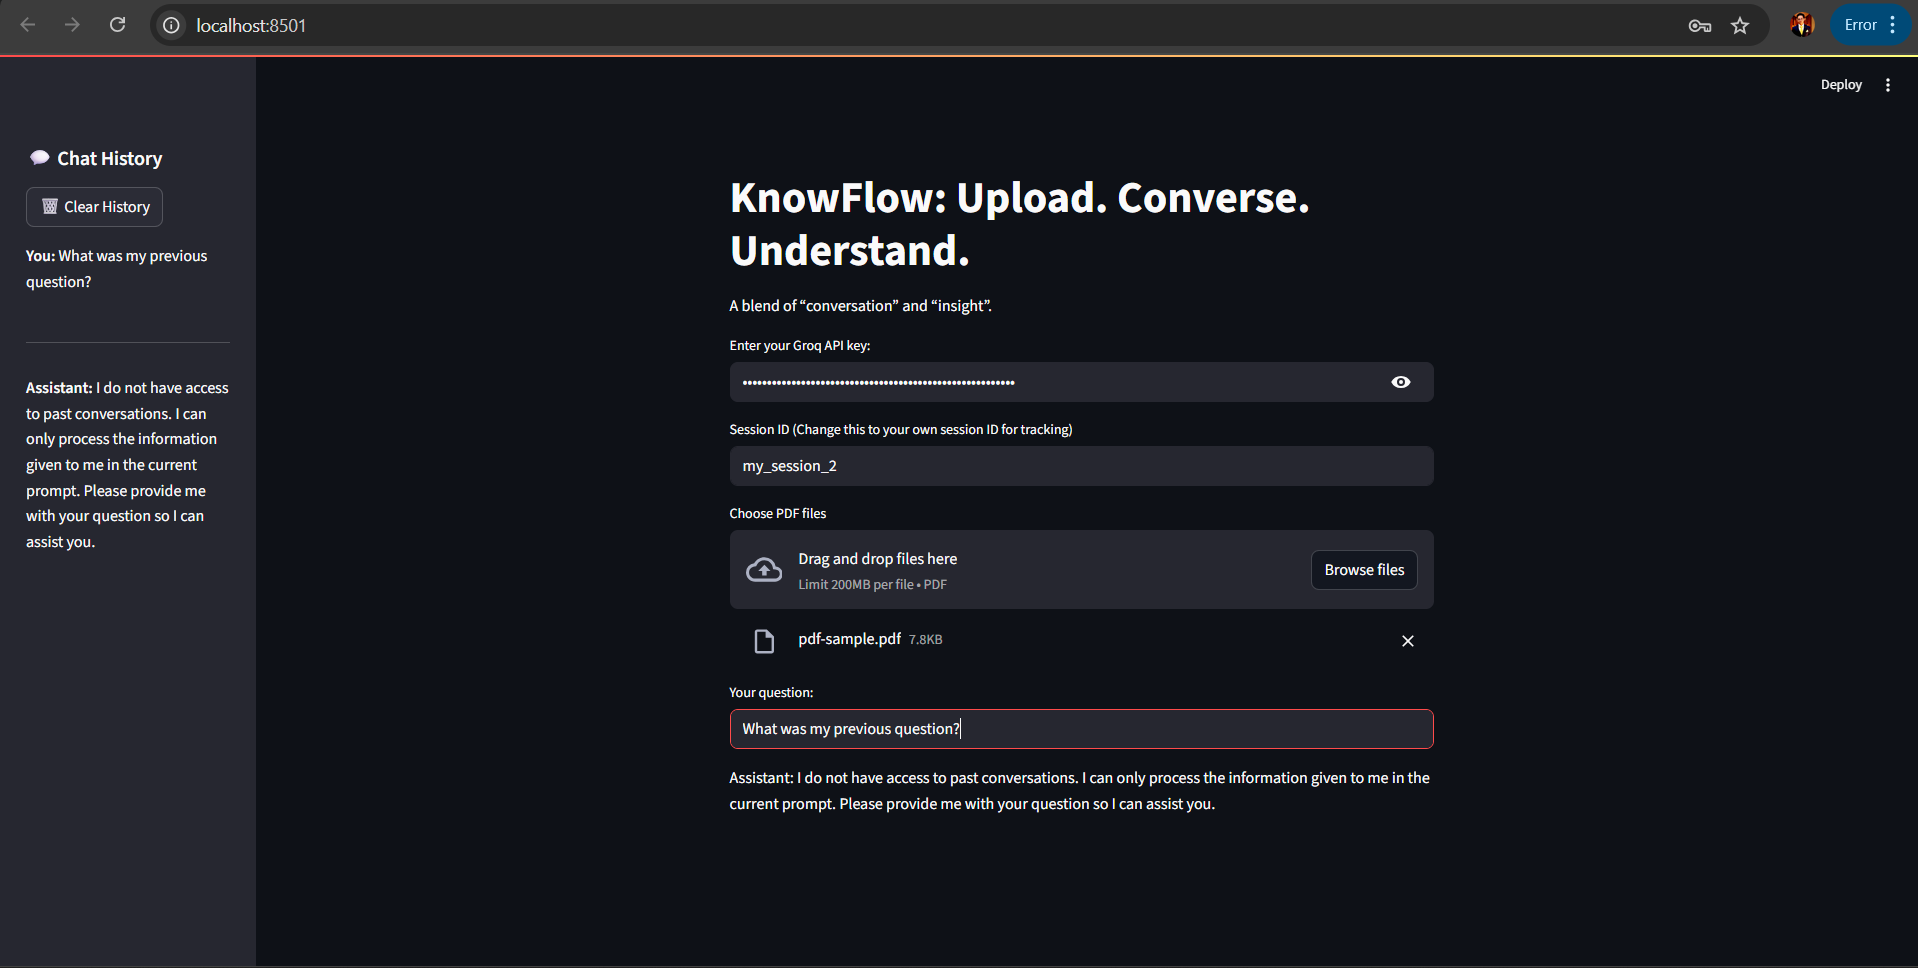 localhost:8501
Error
Deploy
Chat History
Clear History
You: What was my previous
question?
Assistant: I do not have access
to past conversations. I can
only process the information
given to me in the current
prompt. Please provide me
with your question so I can
assist you.
KnowFlow: Upload. Converse.
Understand.
A blend of “conversation” and “insight”.
Enter your Groq API key:
Session ID (Change this to your own session ID for tracking)
my_session_2
Choose PDF files
Drag and drop files here
Limit 200MB per file • PDF
Browse files
pdf-sample.pdf 7.8KB
Your question:
What was my previous question?
Assistant: I do not have access to past conversations. I can only process the information given to me in the
current prompt. Please provide me with your question so I can assist you.